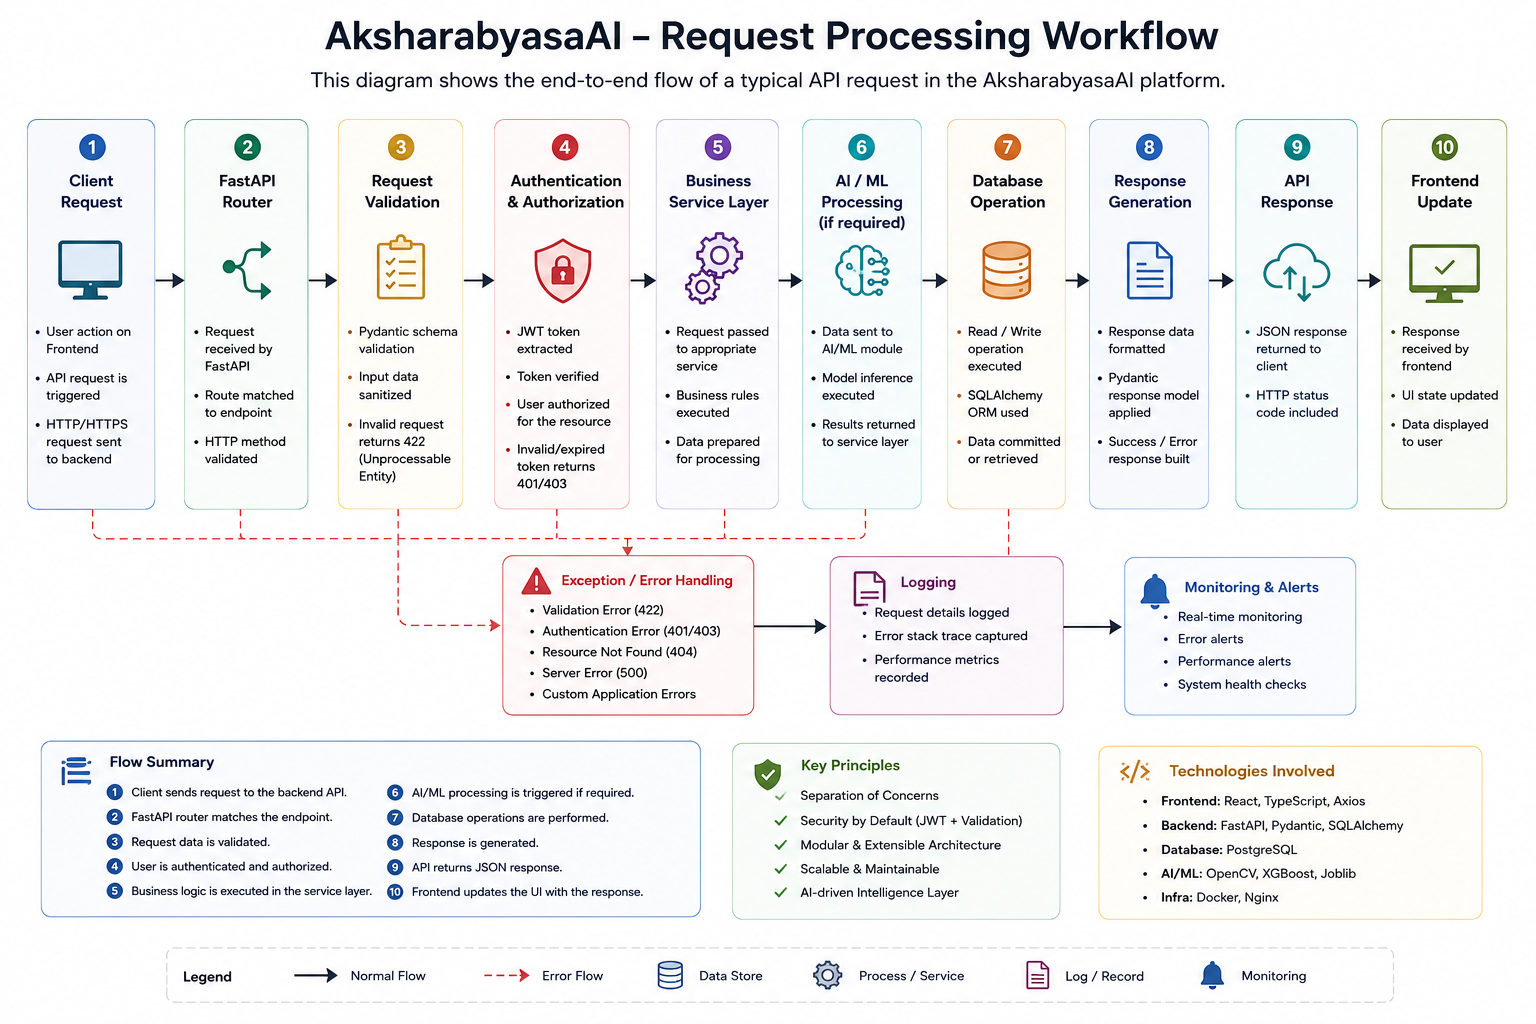 AksharabyasaAI – Request Processing Workflow
This diagram shows the end-to-end flow of a typical API request in the AksharabyasaAI platform.
1
Client
Request
• User action on
Frontend
• API request is
triggered
• HTTP/HTTPS
request sent
to backend
2
FastAPI
Router
• Request
received by
FastAPI
• Route matched
to endpoint
• HTTP method
validated
3
Request
Validation
• Pydantic schema
validation
• Input data
sanitized
• Invalid request
returns 422
(Unprocessable
Entity)
4
Authentication
& Authorization
• JWT token
extracted
• Token verified
• User authorized
for the resource
• Invalid/expired
token returns
401/403
5
Business
Service Layer
• Request passed
to appropriate
service
• Business rules
executed
• Data prepared
for processing
6
AI / ML
Processing
(if required)
• Data sent to
AI/ML module
• Model inference
executed
• Results returned
to service layer
7
Database
Operation
• Read / Write
operation
executed
• SQLAlchemy
ORM used
• Data committed
or retrieved
8
Response
Generation
• Response data
formatted
• Pydantic
response model
applied
• Success / Error
response built
9
API
Response
• JSON response
returned to
client
• HTTP status
code included
10
Frontend
Update
• Response
received by
frontend
• UI state updated
• Data displayed
to user
Exception / Error Handling
• Validation Error (422)
• Authentication Error (401/403)
• Resource Not Found (404)
• Server Error (500)
• Custom Application Errors
Logging
• Request details logged
• Error stack trace captured
• Performance metrics
recorded
Monitoring & Alerts
• Real-time monitoring
• Error alerts
• Performance alerts
• System health checks
Flow Summary
1 Client sends request to the backend API.
2 FastAPI router matches the endpoint.
3 Request data is validated.
4 User is authenticated and authorized.
5 Business logic is executed in the service layer.
6 AI/ML processing is triggered if required.
7 Database operations are performed.
8 Response is generated.
9 API returns JSON response.
10 Frontend updates the UI with the response.
Key Principles
Separation of Concerns
Security by Default (JWT + Validation)
Modular & Extensible Architecture
Scalable & Maintainable
AI-driven Intelligence Layer
</> Technologies Involved
• Frontend: React, TypeScript, Axios
• Backend: FastAPI, Pydantic, SQLAlchemy
• Database: PostgreSQL
• AI/ML: OpenCV, XGBoost, Joblib
• Infra: Docker, Nginx
Legend
Normal Flow
Error Flow
Data Store
Process / Service
Log / Record
Monitoring